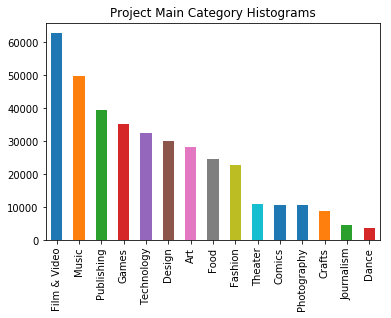 Project Main Category Histograms
60000
50000
40000
30000
20000
10000
0
Film & Video
Music
Publishing
Games
Technology
Design
Art
Food
Fashion
Theater
Comics
Photography
Crafts
Journalism
Dance